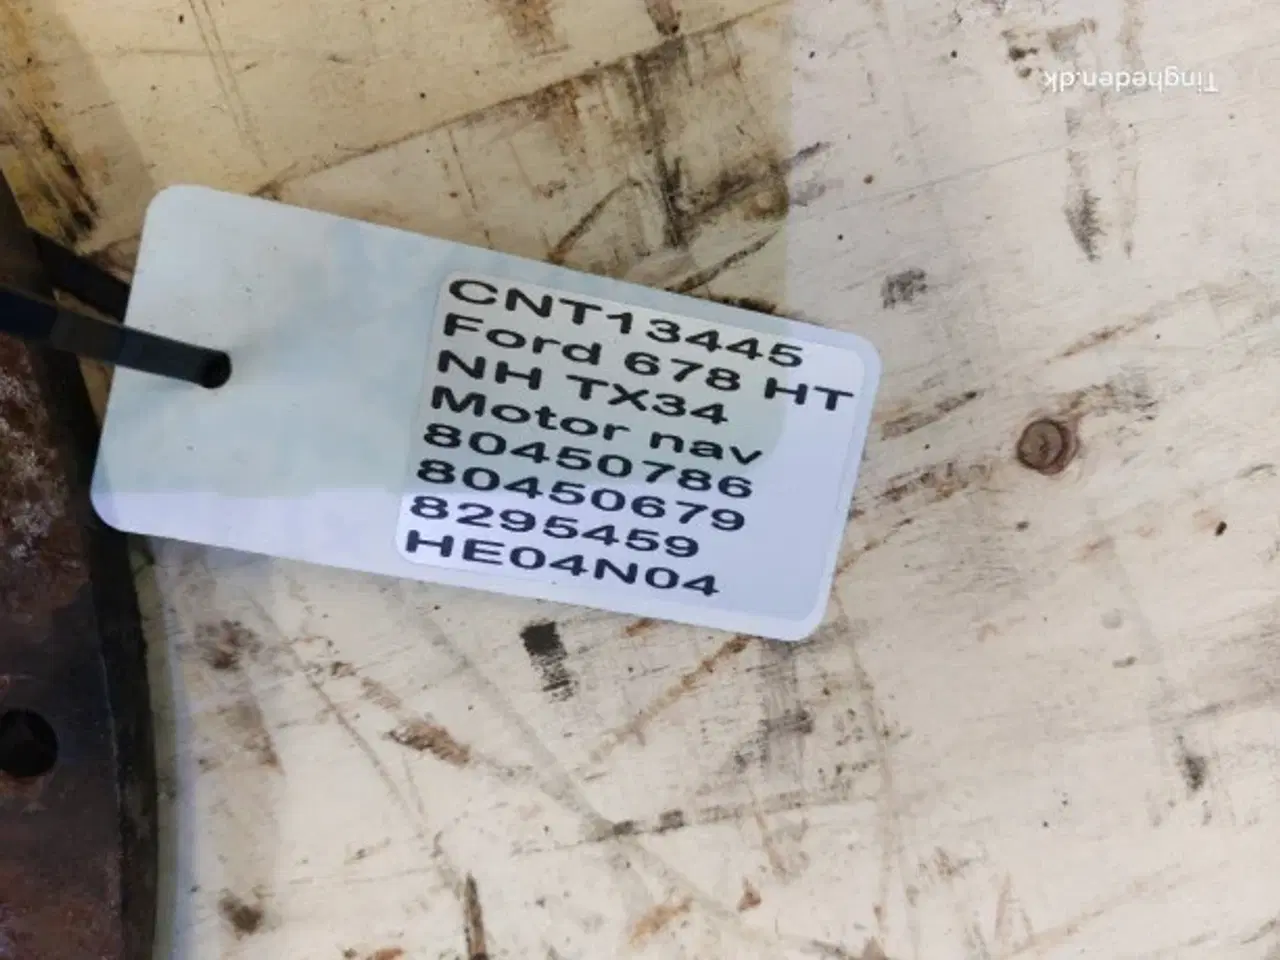 Tingheden.dk
CNT13445
Ford 678 HT
NH TX34
Motor nav
80450786
80450679
8295459
HE04N04